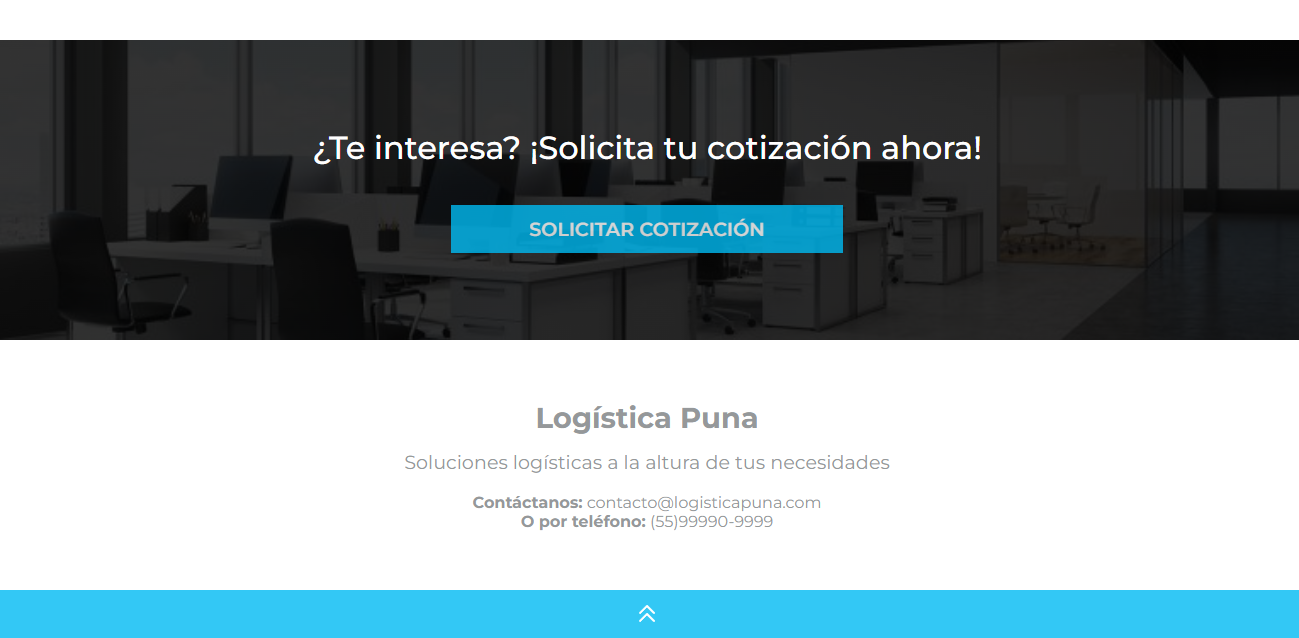 ¿Te interesa? ¡Solicita tu cotización ahora!
SOLICITAR COTIZACIÓN
Logística Puna
Soluciones logísticas a la altura de tus necesidades
Contáctanos: contacto@logisticapuna.com
O por teléfono: (55)99990-9999